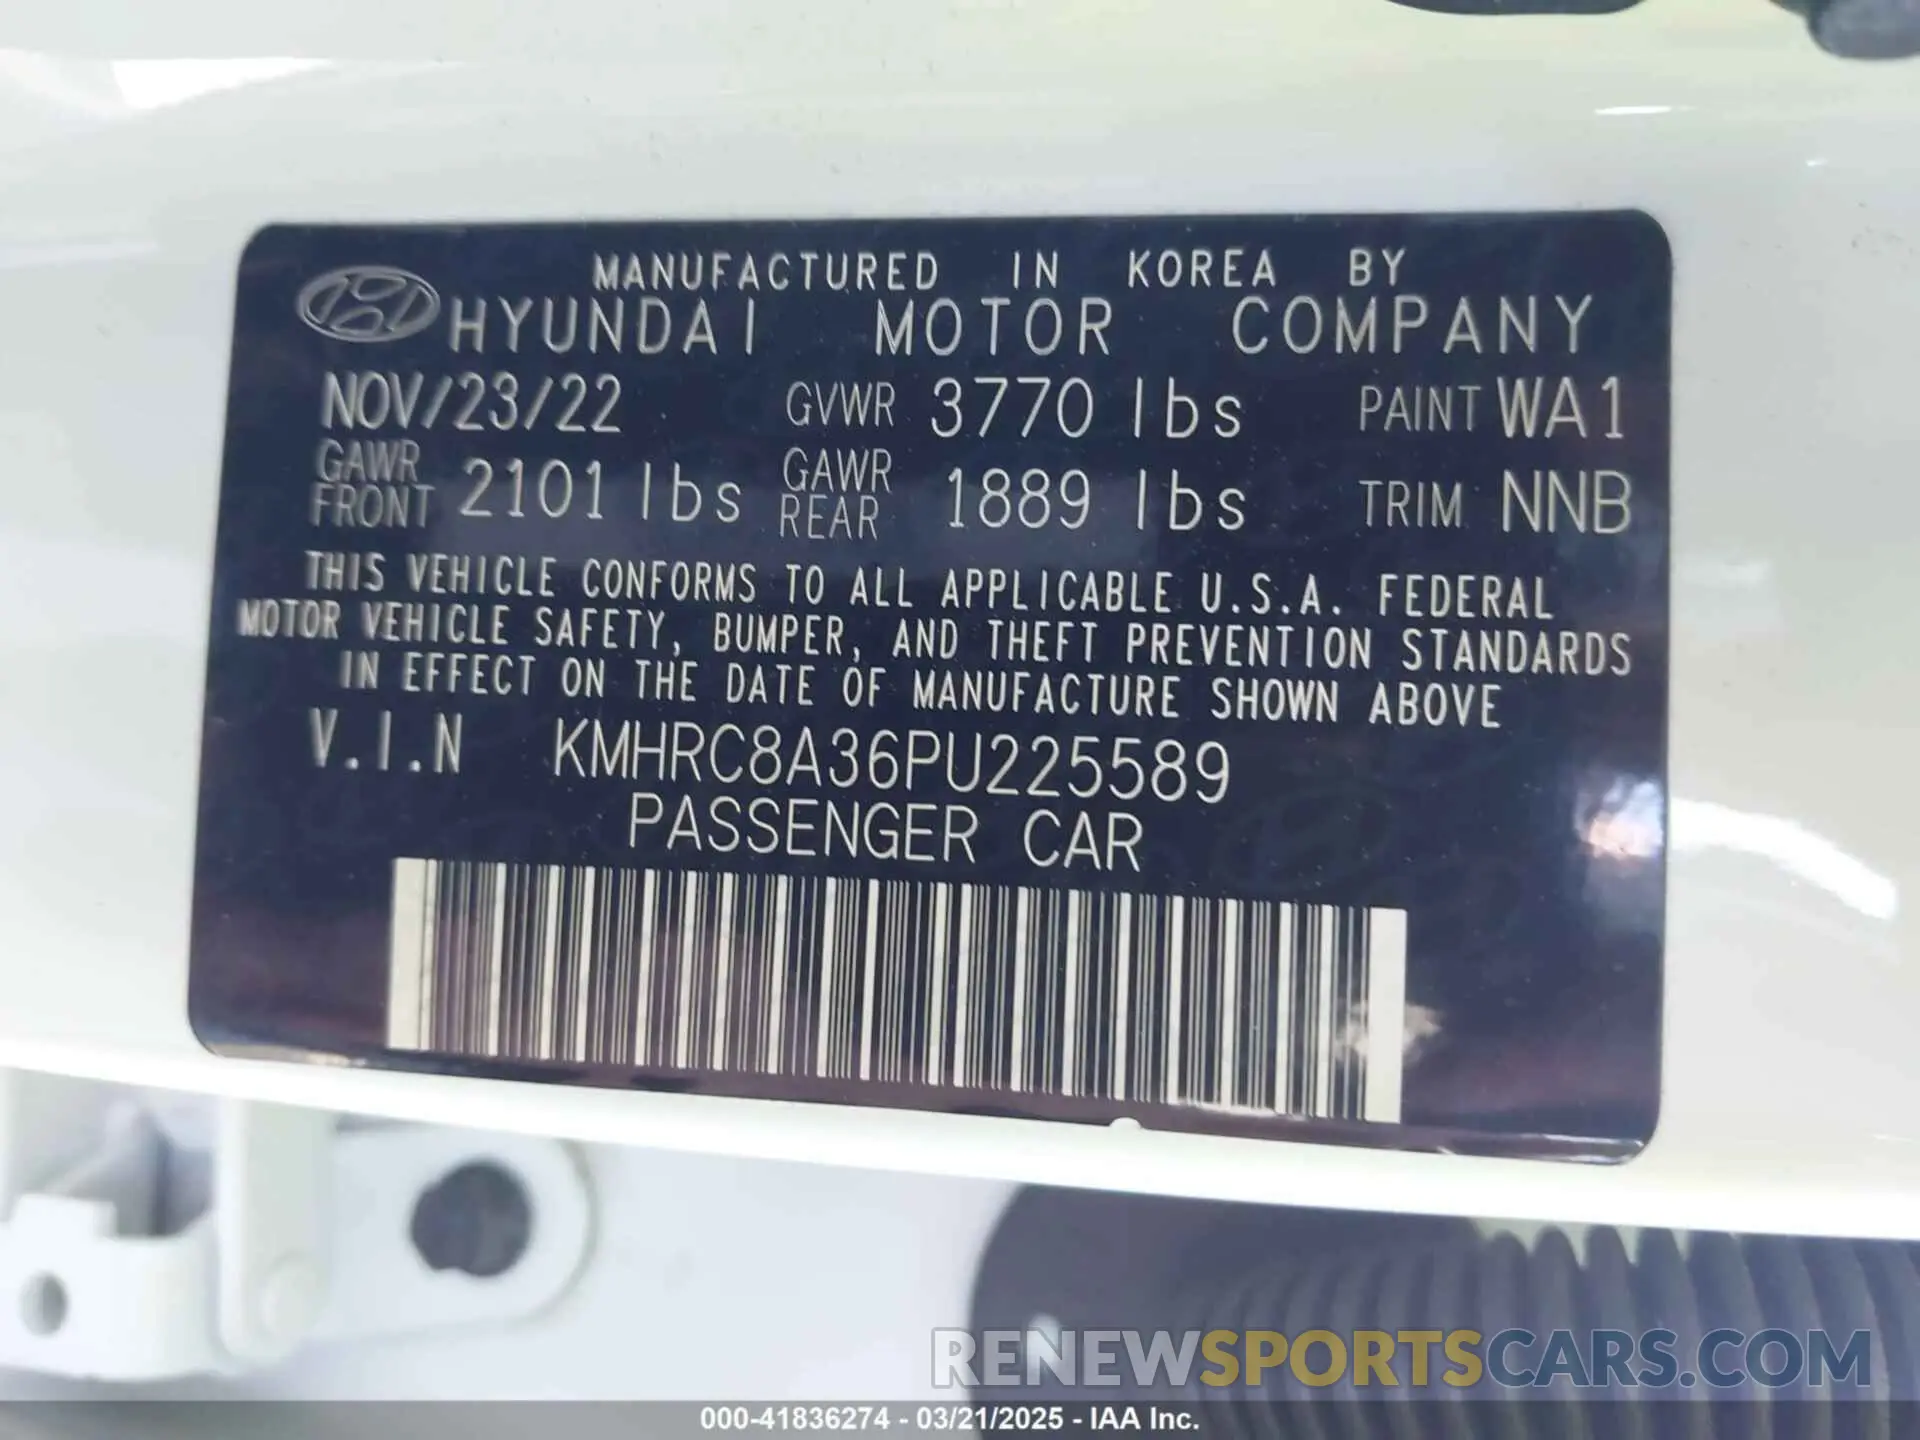 MANUFACTURED IN KOREA BY
HYUNDAI MOTOR COMPANY
NOV/23/22 GVWR 3770 lbs PAINT WA1
GAWR FRONT 2101 lbs GAWR REAR 1889 lbs TRIM NNB
THIS VEHICLE CONFORMS TO ALL APPLICABLE U.S.A. FEDERAL
MOTOR VEHICLE SAFETY, BUMPER, AND THEFT PREVENTION STANDARDS
IN EFFECT ON THE DATE OF MANUFACTURE SHOWN ABOVE
V.I.N KMHRC8A36PU225589
PASSENGER CAR
RENEWSPORTSCARS.COM
000-41836274 - 03/21/2025 - IAA Inc.